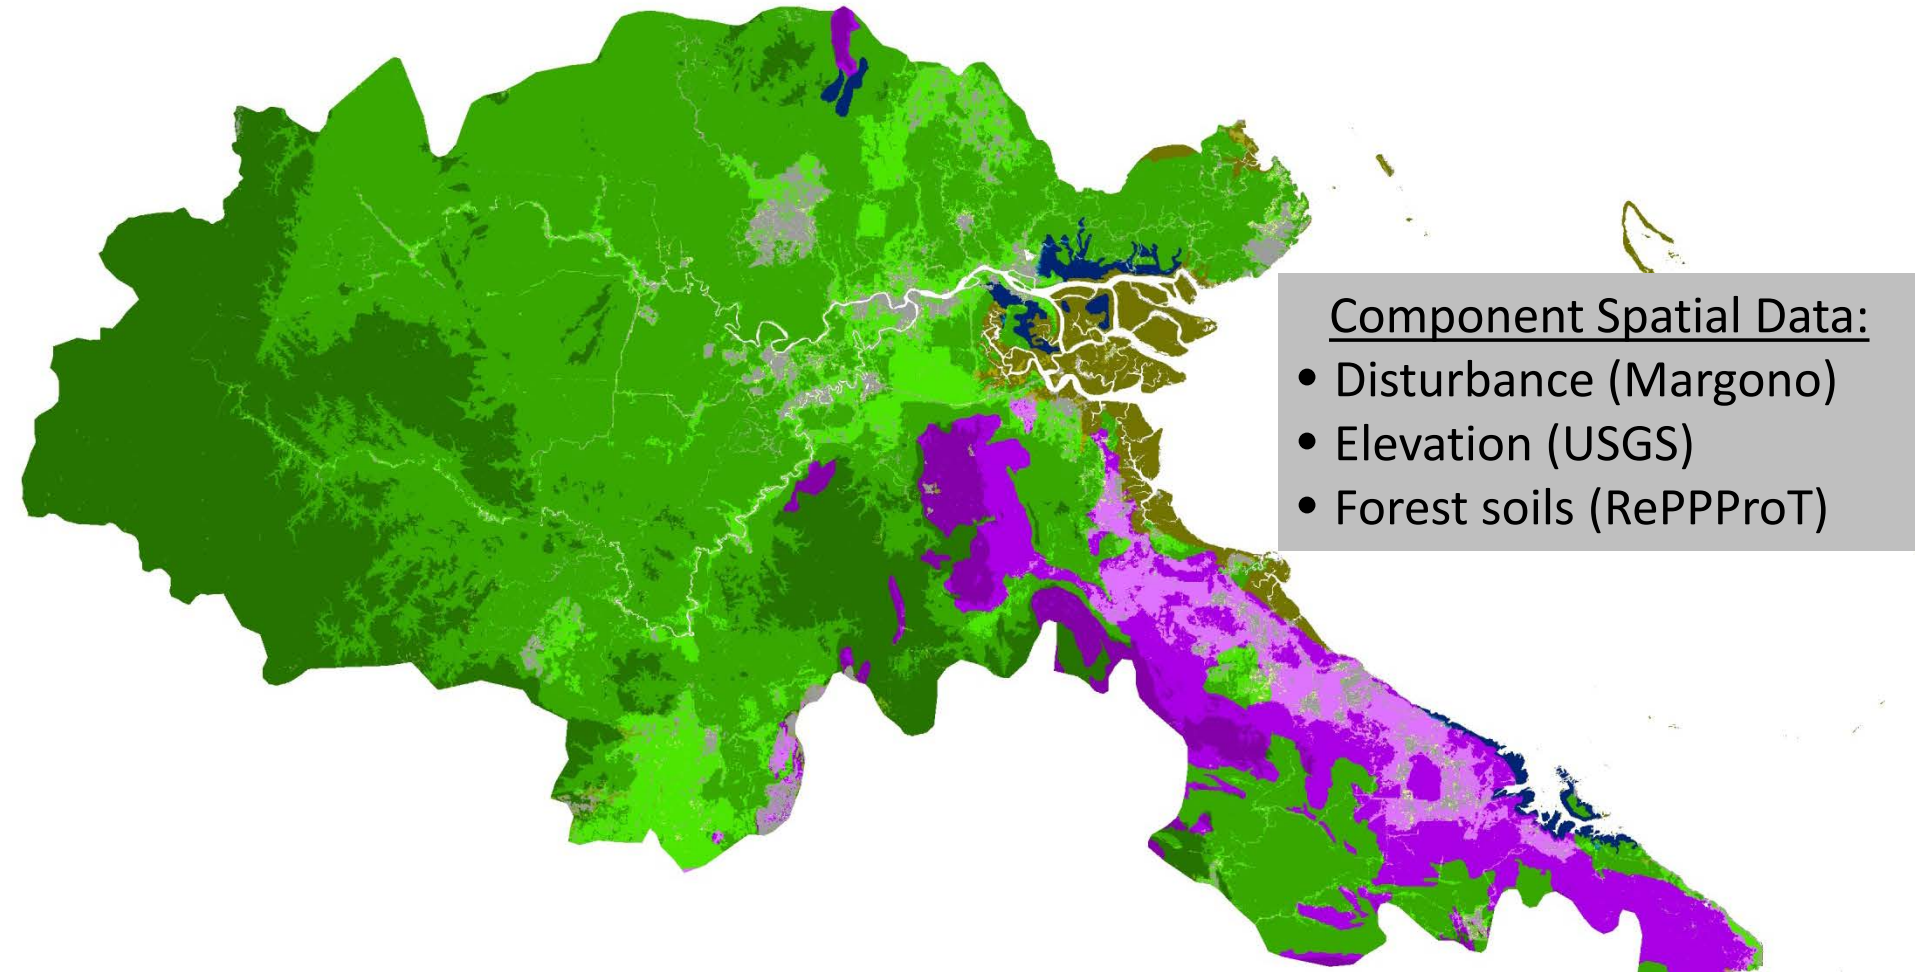 Component Spatial Data:
• Disturbance (Margono)
• Elevation (USGS)
• Forest soils (RePPProT)